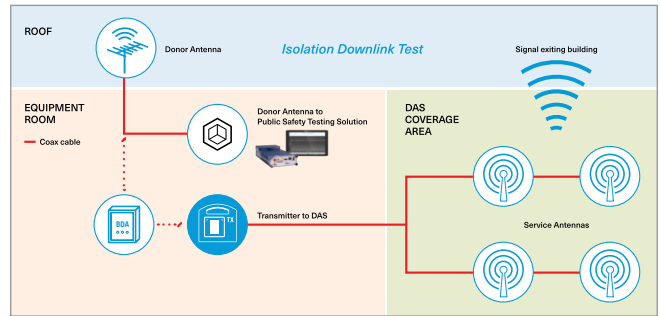 ROOF
Donor Antenna
Isolation Downlink Test
Signal exiting building
EQUIPMENT
ROOM
Coax cable
Donor Antenna to
Public Safety Testing Solution
DAS
COVERAGE
AREA
BDA
TX
Transmitter to DAS
Service Antennas